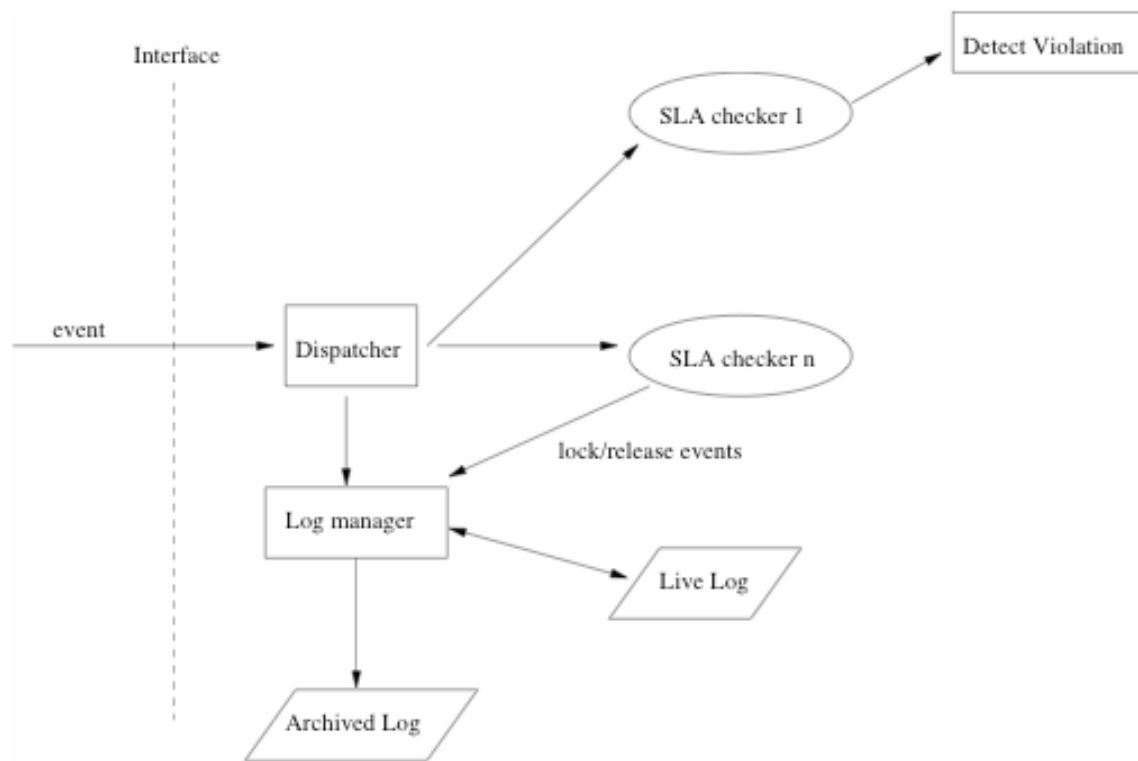 Interface
Detect Violation
SLA checker 1
event
Dispatcher
SLA checker n
lock/release events
Log manager
Live Log
Archived Log